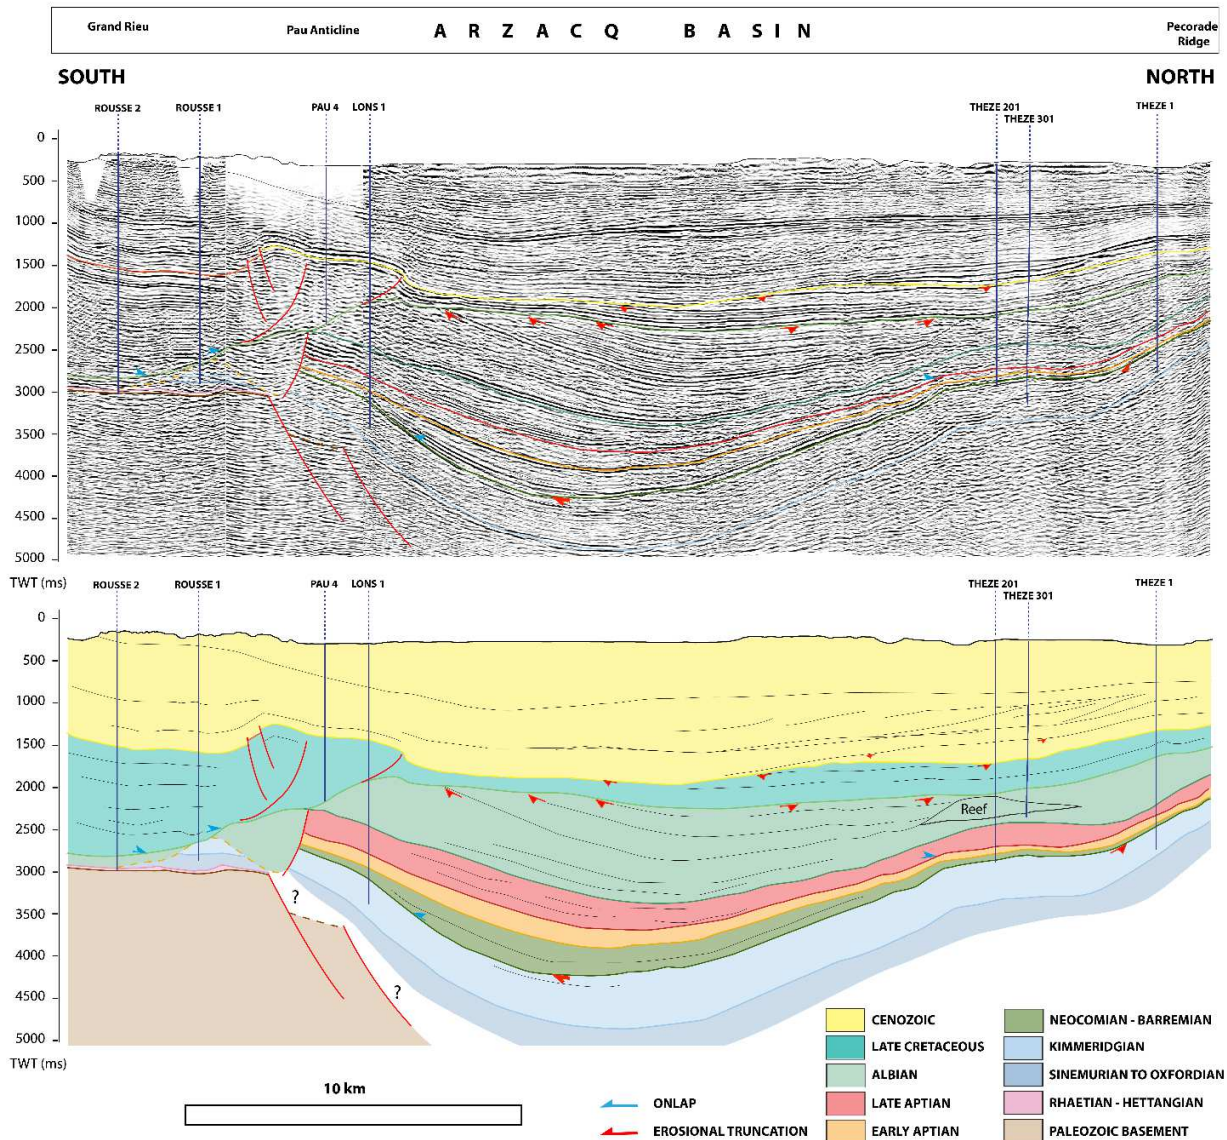 Grand Rieu Pau Anticline ARZACQ BASIN Pecorade
Ridge
SOUTH NORTH
ROUSSE 2 ROUSSE 1 PAU 4 LONS 1 THEZE 201 THEZE 1
THEZE 301
0
500
1000
1500
2000
2500
3000
3500
4000
4500
5000
TWT (ms)
ROUSSE 2 ROUSSE 1 PAU 4 LONS 1 THEZE 201 THEZE 1
THEZE 301
0
500
1000
1500
2000
Reef
2500
3000
?
3500
4000
?
4500
5000
TWT (ms)
10 km
CENOZOIC
LATE CRETACEOUS
ALBIAN
LATE APTIAN
EARLY APTIAN
NEOCOMIAN - BARREMIAN
KIMMERIDGIAN
SINEMURIAN TO OXFORDIAN
RHAETIAN - HETTANGIAN
PALEOZOIC BASEMENT
ONLAP
EROSIONAL TRUNCATION